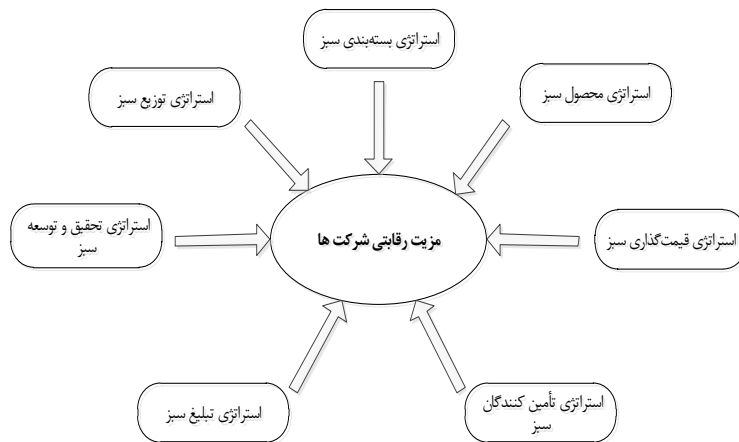 استراتژی بسته‌بندی سبز
استراتژی محصول سبز
استراتژی توزیع سبز
استراتژی قیمت‌گذاری سبز
مزیت رقابتی شرکت ها
استراتژی تحقیق و توسعه
سبز
استراتژی تأمین کنندگان
سبز
استراتژی تبلیغ سبز